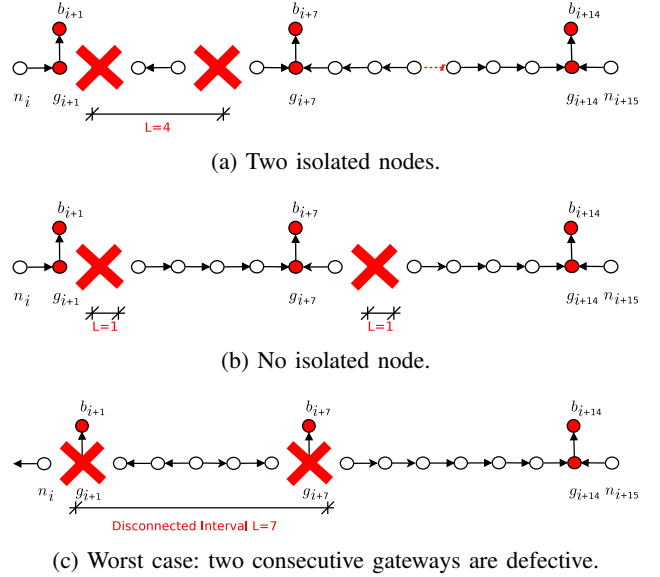 b_{i+1} b_{i+7} b_{i+14}
n_i g_{i+1} g_{i+7} g_{i+14} n_{i+15}
L=4
(a) Two isolated nodes.
b_{i+1} b_{i+7} b_{i+14}
n_i g_{i+1} g_{i+7} g_{i+14} n_{i+15}
L=1 L=1
(b) No isolated node.
b_{i+1} b_{i+7} b_{i+14}
n_i g_{i+1} g_{i+7} g_{i+14} n_{i+15}
Disconnected Interval L=7
(c) Worst case: two consecutive gateways are defective.